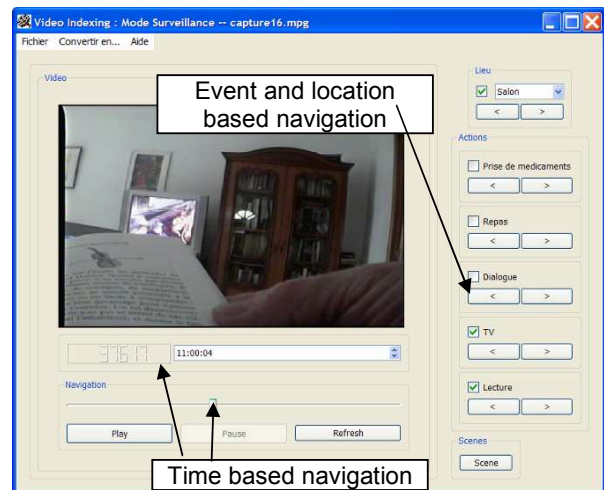 Video Indexing : Mode Surveillance -- capture16.mpg
Fichier Convertir en... Aide
Video
Event and location
based navigation
Lieu
Salon
< >
Actions
Prise de medicaments
< >
Repas
< >
Dialogue
< >
TV
< >
Lecture
< >
37617
11:00:04
Navigation
Play Pause Refresh
Time based navigation
Scenes
Scene